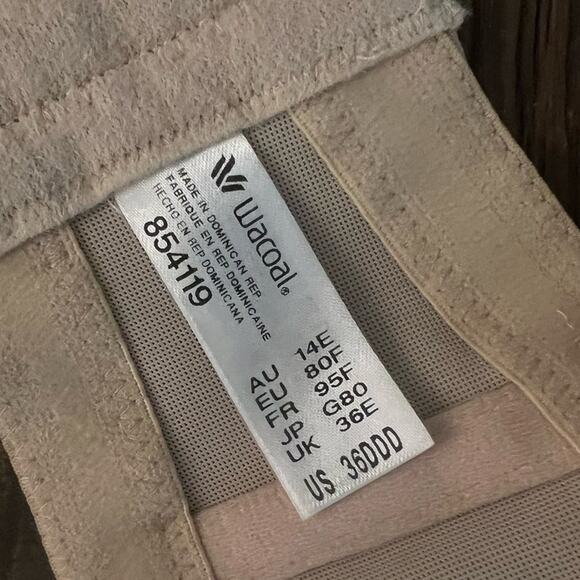 wacoal®
MADE IN DOMINICAN REP
FABRIQUE EN REP DOMINICAINE
HECHO EN REP DOMINICANA
854119
AU 14E
EU 80F
FR 95F
JP G80
UK 36E
US 36DDD